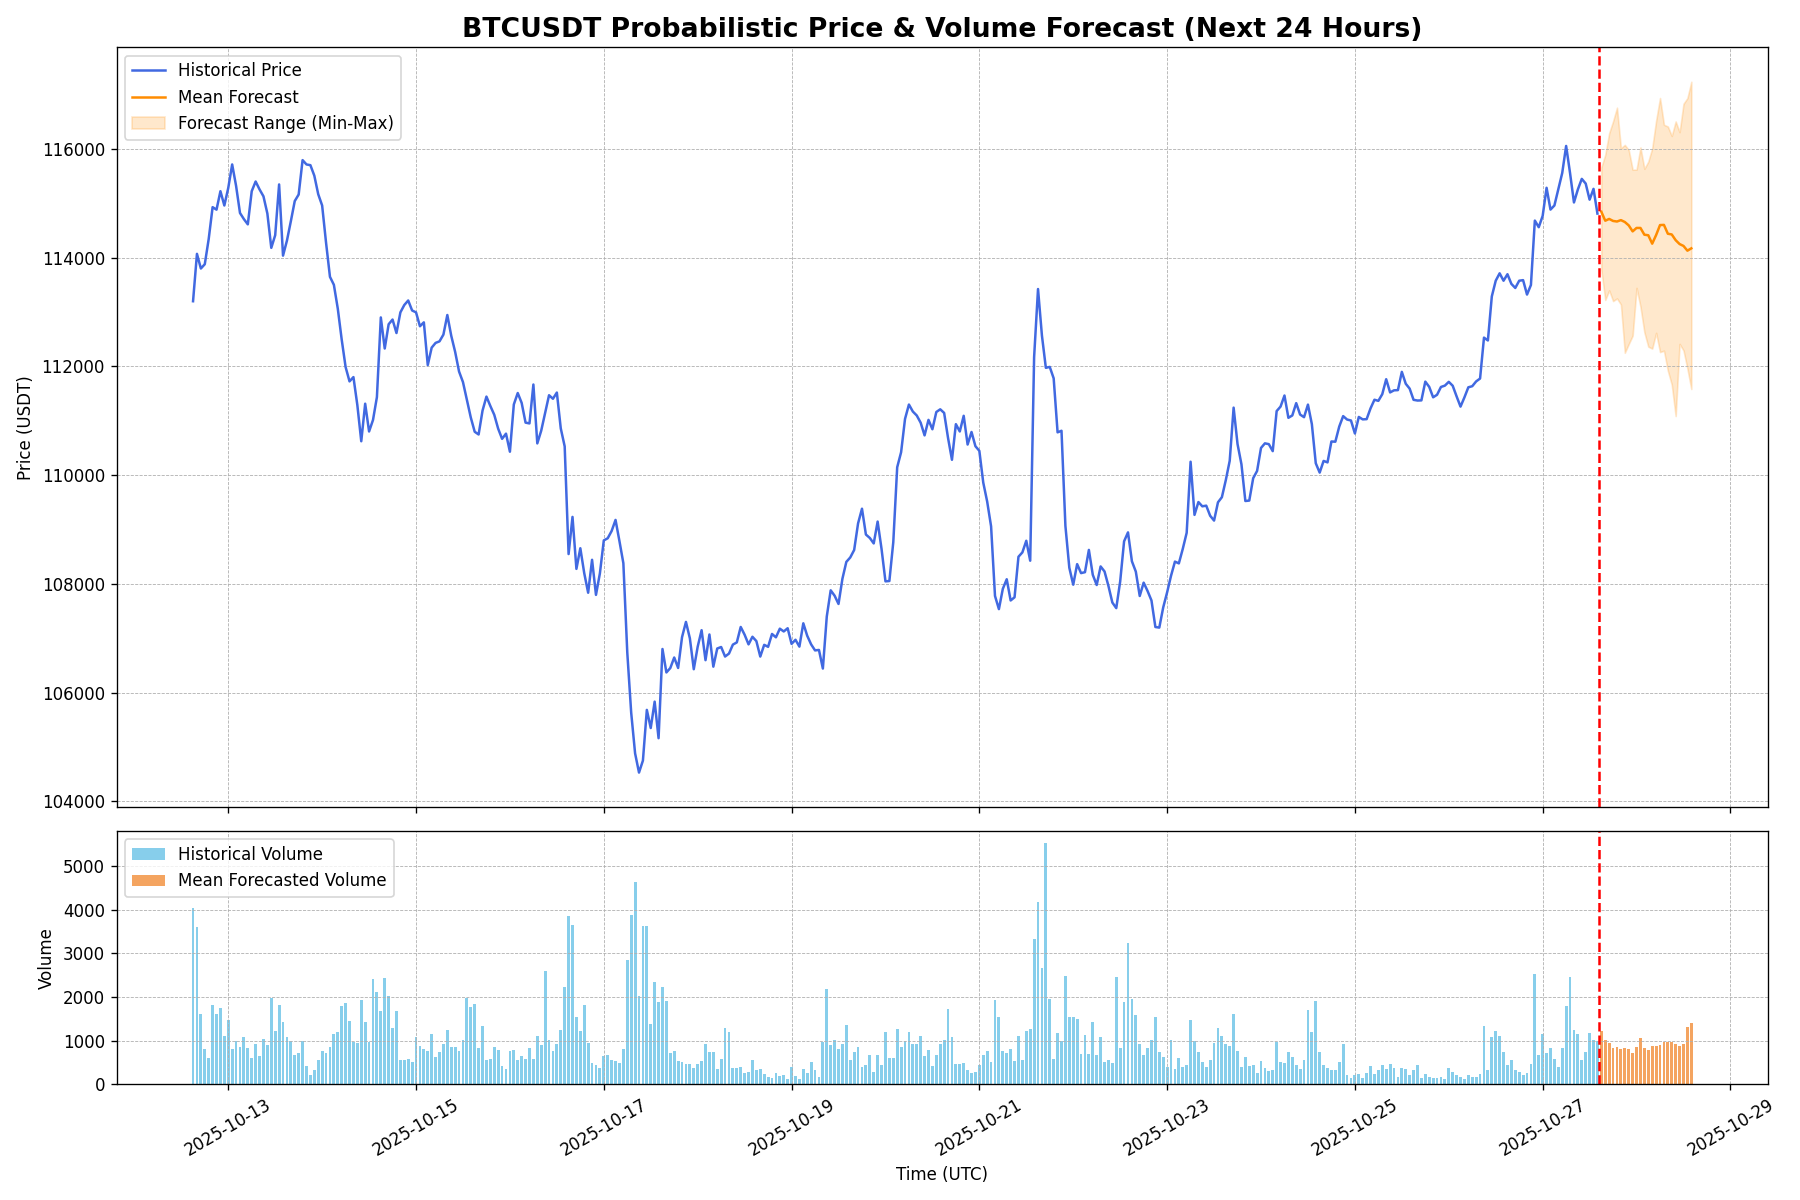 BTCUSDT Probabilistic Price & Volume Forecast (Next 24 Hours)
Historical Price
Mean Forecast
Forecast Range (Min-Max)
116000
114000
112000
110000
108000
106000
104000
Price (USDT)
Historical Volume
Mean Forecasted Volume
5000
4000
3000
2000
1000
0
Volume
2025-10-13
2025-10-15
2025-10-17
2025-10-19
2025-10-21
2025-10-23
2025-10-25
2025-10-27
2025-10-29
Time (UTC)